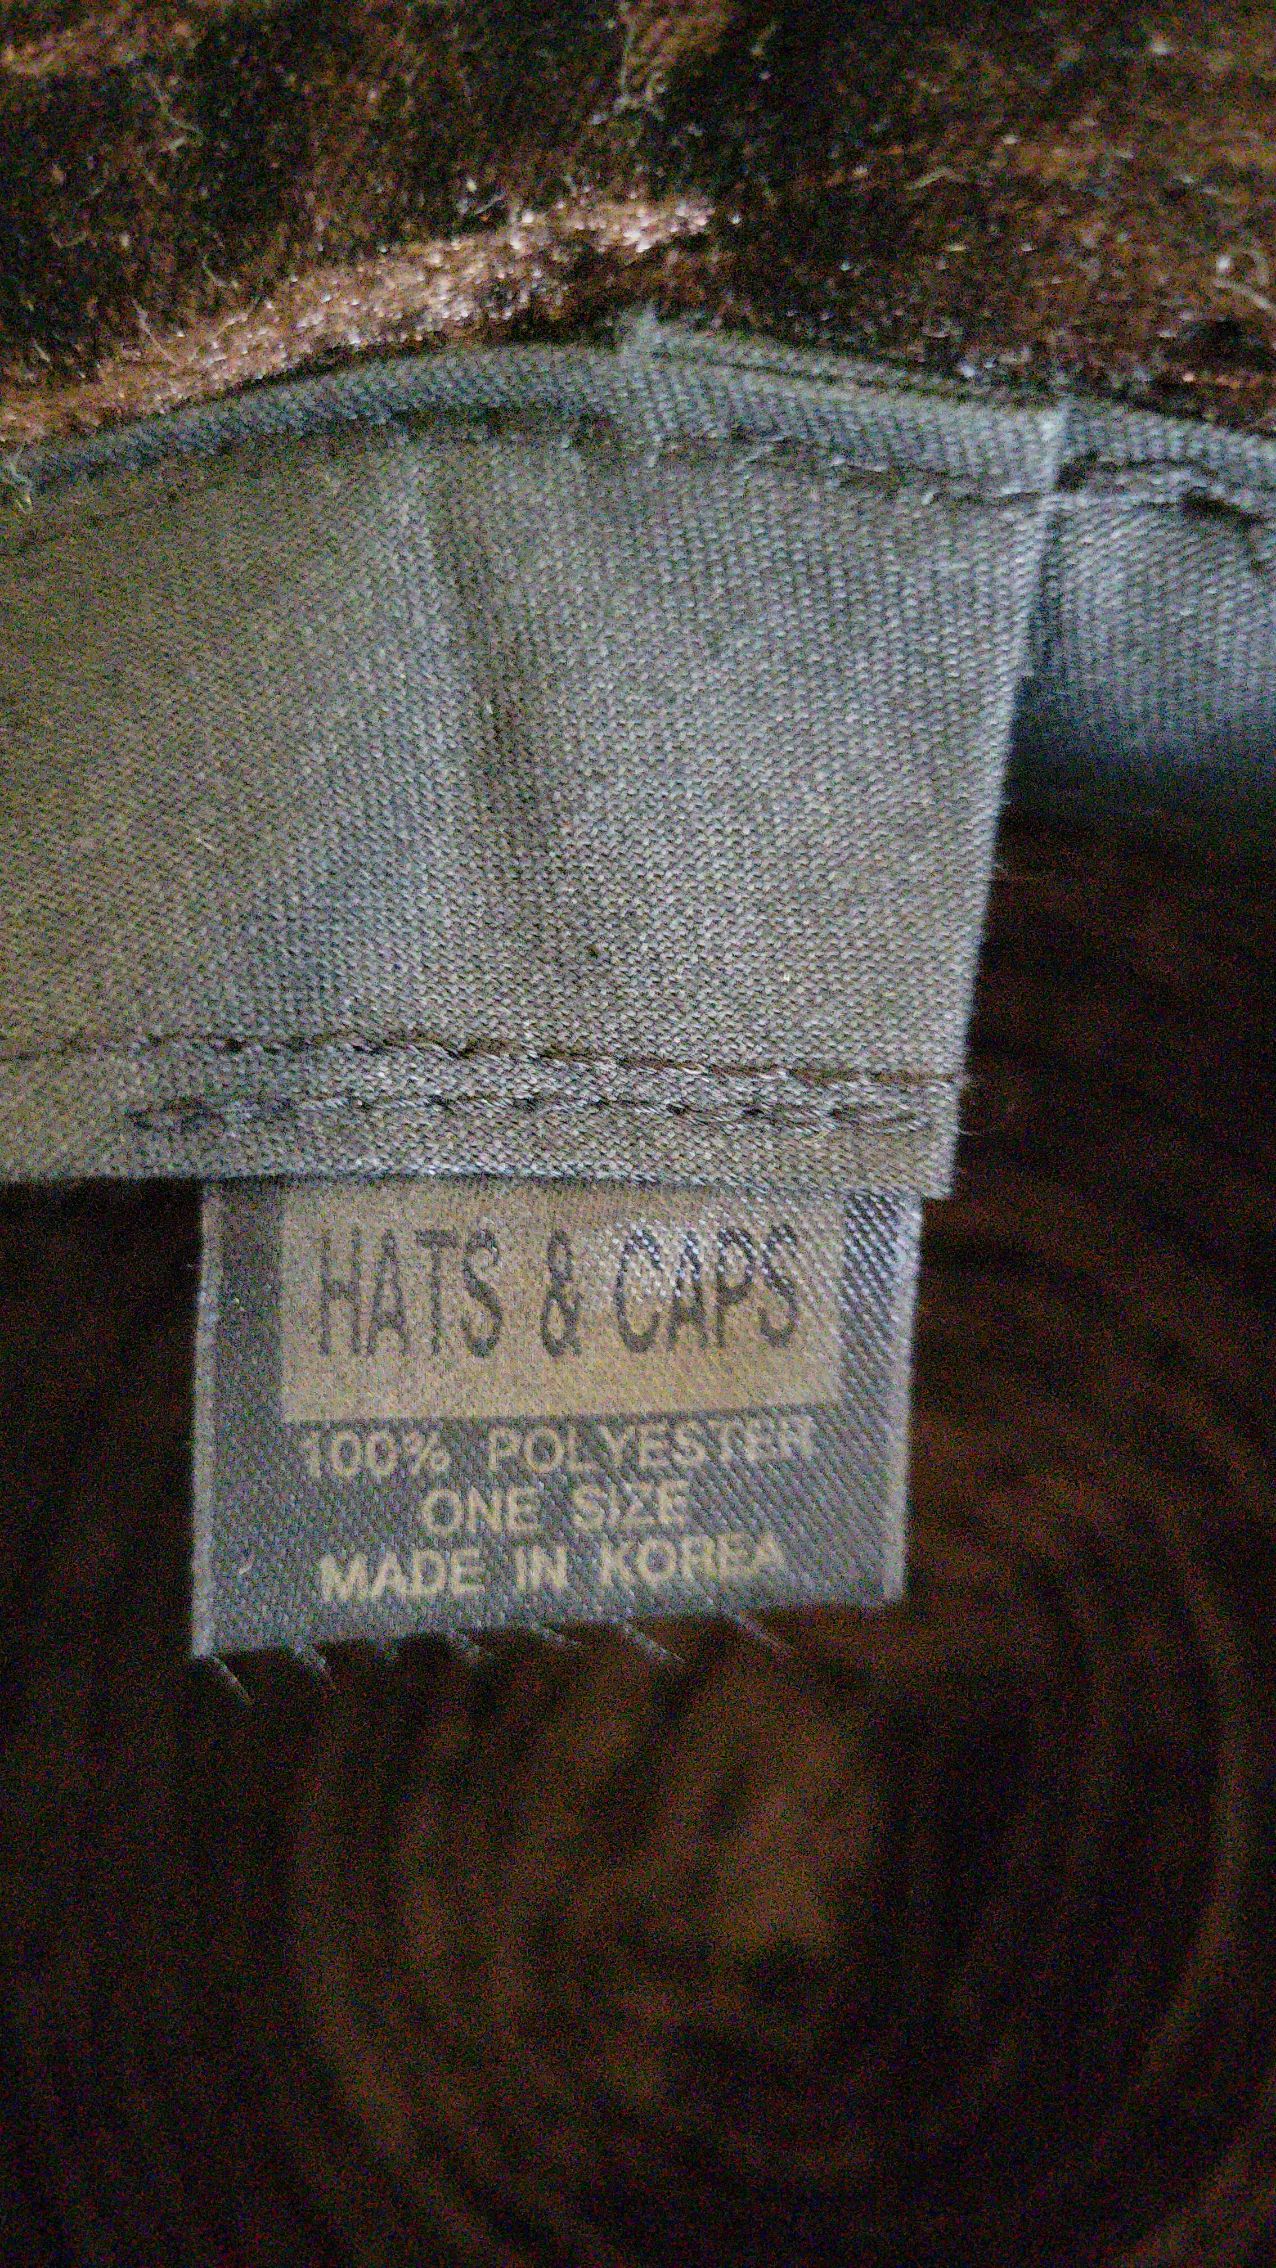 HATS & CAPS
100% POLYESTER
ONE SIZE
MADE IN KOREA